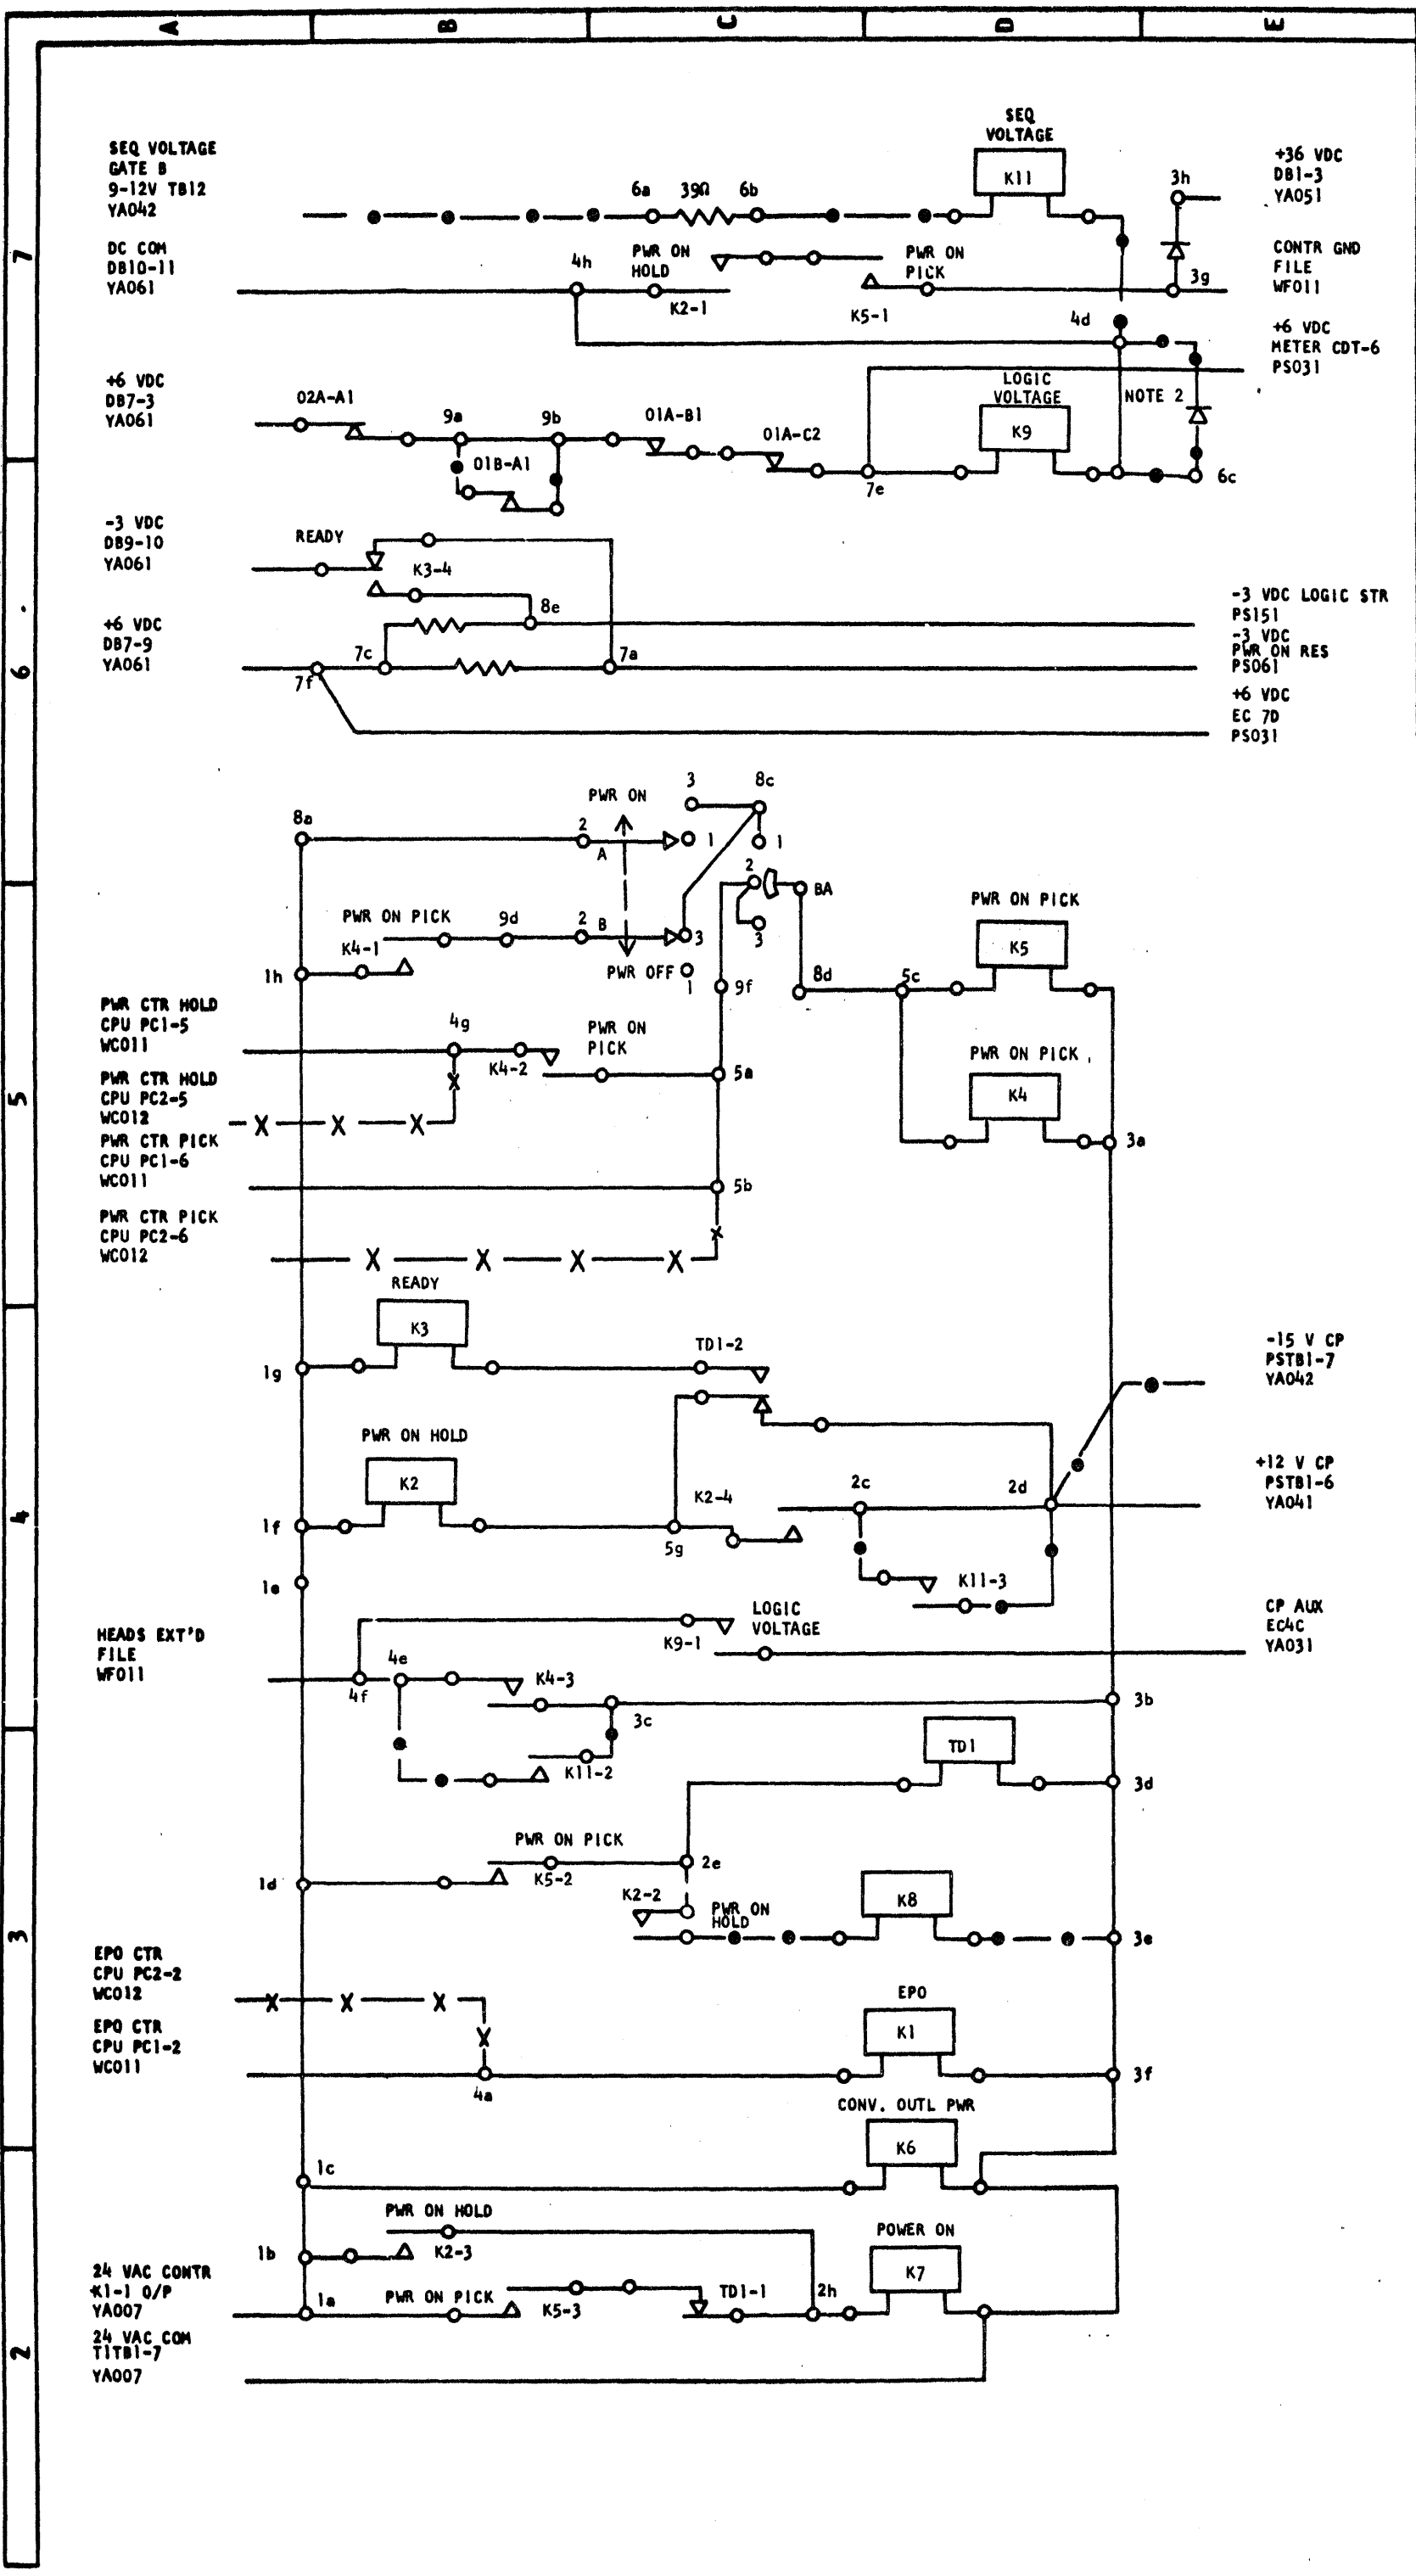 A B C D E
SEQ VOLTAGE
GATE B
9-12V TB12
YA042
6a 39Ω 6b
SEQ
VOLTAGE
K11
3h
+36 VDC
DB1-3
YA051
7
DC COM
DB10-11
YA061
4h
PWR ON
HOLD
K2-1
PWR ON
PICK
K5-1
3g
CONTR GND
FILE
WF011
4d
+6 VDC
METER CDT-6
PS031
+6 VDC
DB7-3
YA061
02A-A1
9a
9b
01B-A1
01A-B1
01A-C2
7e
LOGIC
VOLTAGE
K9
NOTE 2
6c
-3 VDC
DB9-10
YA061
READY
K3-4
8e
-3 VDC LOGIC STR
PS151
6
+6 VDC
DB7-9
YA061
7f
7c
7a
-3 VDC
PWR ON RES
PS061
+6 VDC
EC 7D
PS031
8a
2
A
PWR ON
3
8c
1
1
2
BA
3
PWR ON PICK
K4-1
9d
2
B
3
PWR OFF
1
1h
9f
8d
5c
PWR ON PICK
K5
5
PWR CTR HOLD
CPU PC1-5
WC011
4g
K4-2
PWR ON
PICK
5a
PWR ON PICK
K4
3a
PWR CTR HOLD
CPU PC2-5
WC012
PWR CTR PICK
CPU PC1-6
WC011
5b
PWR CTR PICK
CPU PC2-6
WC012
READY
K3
1g
TD1-2
-15 V CP
PSTB1-7
YA042
4
PWR ON HOLD
K2
1f
5g
K2-4
2c
2d
+12 V CP
PSTB1-6
YA041
1e
K11-3
HEADS EXT'D
FILE
WF011
4f
4e
K9-1
LOGIC
VOLTAGE
CP AUX
EC4C
YA031
K4-3
3c
3b
K11-2
TD1
3d
3
PWR ON PICK
1d
K5-2
2e
K2-2
PWR ON
HOLD
K8
3e
EPO CTR
CPU PC2-2
WC012
EPO CTR
CPU PC1-2
WC011
4a
EPO
K1
3f
CONV. OUTL PWR
K6
1c
PWR ON HOLD
1b
K2-3
POWER ON
K7
2
24 VAC CONTR
K1-1 O/P
YA007
1a
PWR ON PICK
K5-3
TD1-1
2h
24 VAC COM
T1TB1-7
YA007